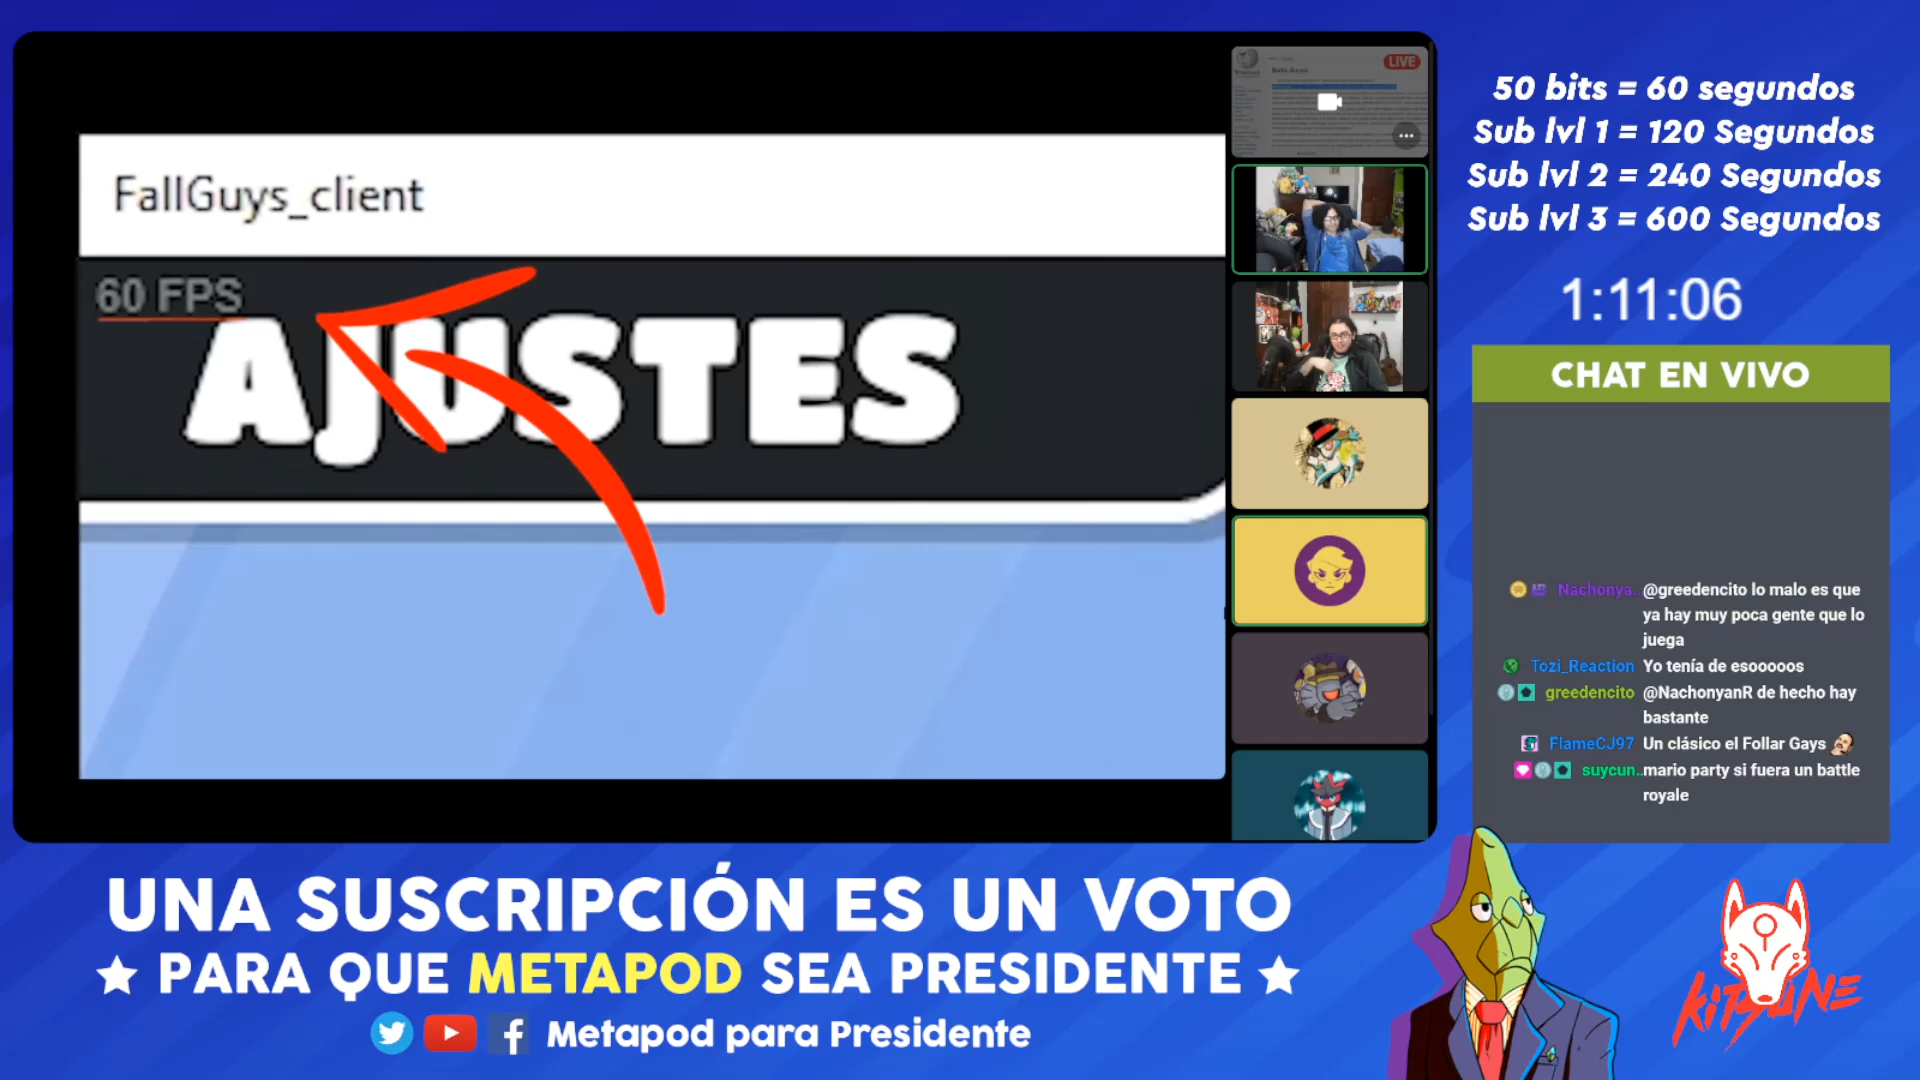 FallGuys_client
60 FPS
AJUSTES
LIVE
50 bits = 60 segundos
Sub lvl 1 = 120 Segundos
Sub lvl 2 = 240 Segundos
Sub lvl 3 = 600 Segundos
1:11:06
CHAT EN VIVO
Nachonya.. @greedencito lo malo es que
ya hay muy poca gente que lo
juega
Tozi_Reaction Yo tenía de esooooos
greedencito @NachonyanR de hecho hay
bastante
FlameCJ97 Un clásico el Follar Gays
suycun.. mario party si fuera un battle
royale
UNA SUSCRIPCIÓN ES UN VOTO
★ PARA QUE METAPOD SEA PRESIDENTE ★
Metapod para Presidente
KITSUNE